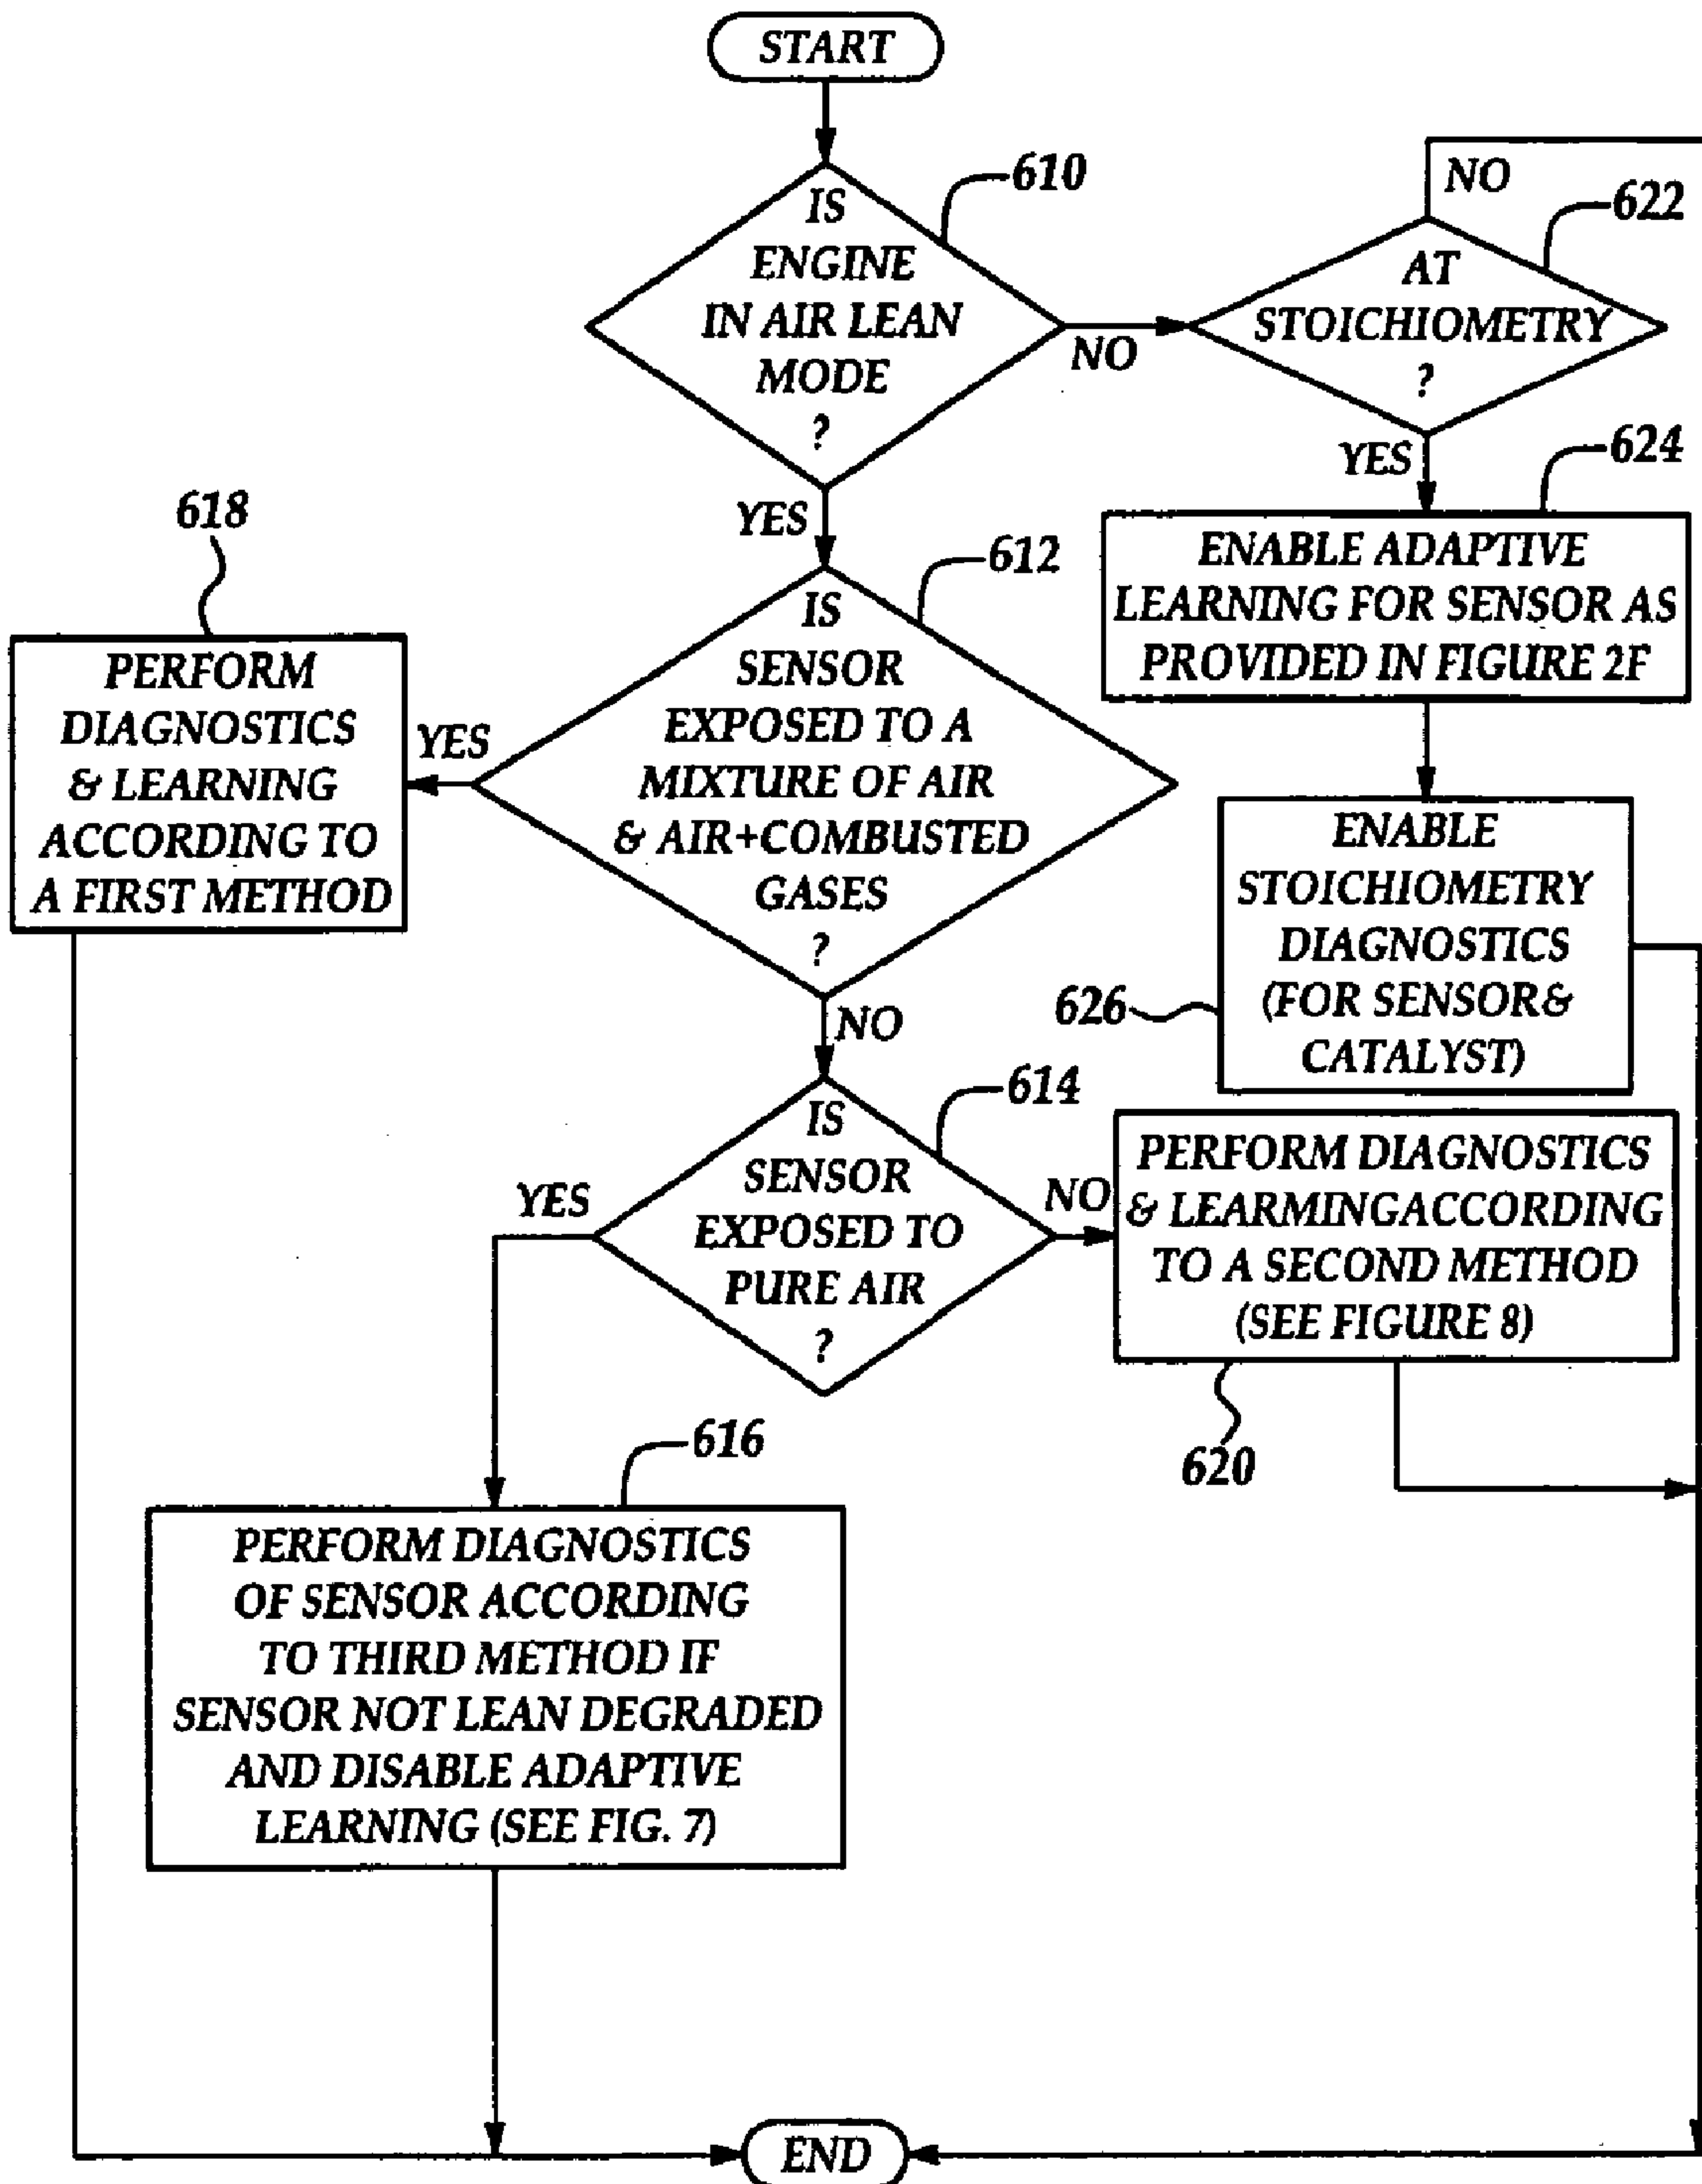 START
610
IS
ENGINE
IN AIR LEAN
MODE
?
NO
NO
622
AT
STOICHIOMETRY
?
YES
624
ENABLE ADAPTIVE
LEARNING FOR SENSOR AS
PROVIDED IN FIGURE 2F
YES
612
IS
SENSOR
EXPOSED TO A
MIXTURE OF AIR
& AIR+COMBUSTED
GASES
?
618
PERFORM
DIAGNOSTICS
& LEARNING
ACCORDING TO
A FIRST METHOD
YES
ENABLE
STOICHIOMETRY
DIAGNOSTICS
(FOR SENSOR&
CATALYST)
626
NO
614
IS
SENSOR
EXPOSED TO
PURE AIR
?
YES
NO
PERFORM DIAGNOSTICS
& LEARMINGACCORDING
TO A SECOND METHOD
(SEE FIGURE 8)
620
616
PERFORM DIAGNOSTICS
OF SENSOR ACCORDING
TO THIRD METHOD IF
SENSOR NOT LEAN DEGRADED
AND DISABLE ADAPTIVE
LEARNING (SEE FIG. 7)
END